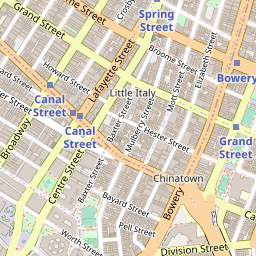 Spring
Street
Grand Street
Crosby
Lafayette Street
Broome Street
Elizabeth Street
Bowery
Howard Street
Little Italy
Mott Street
Canal
Street
Baxter Street
Mulberry Street
Canal
Street
Hester Street
Grand
Street
Broadway
Centre Street
Chinatown
Baxter Street
Bowery
Bayard Street
Pell Street
Worth Street
Division Street